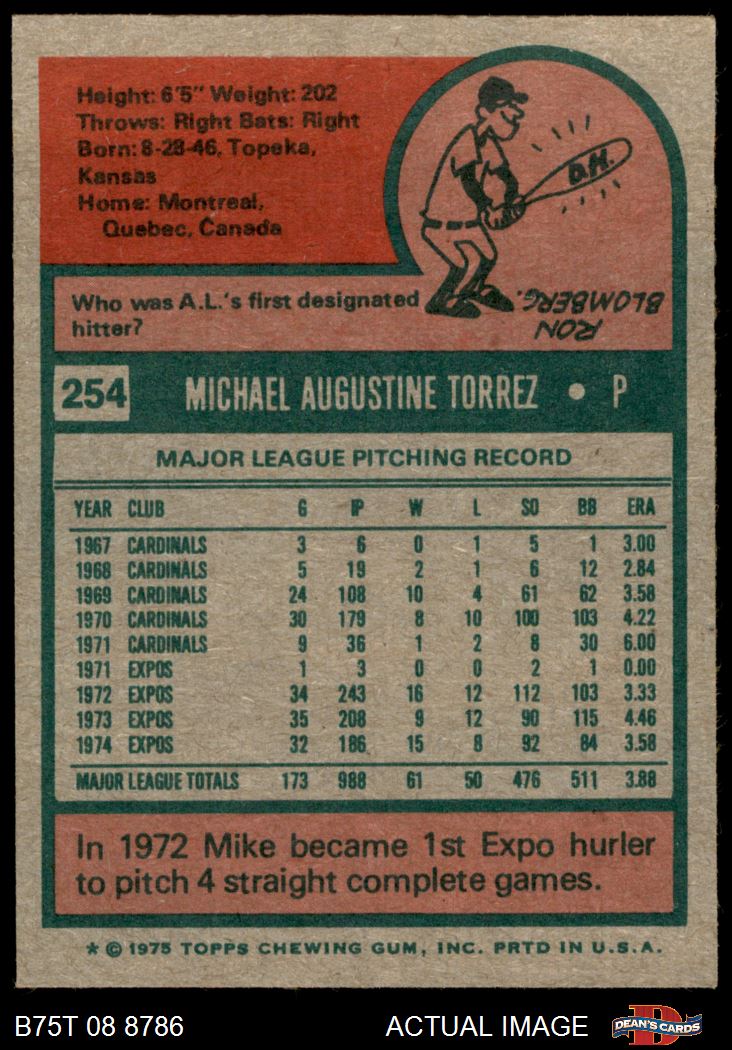 Height: 6'5" Weight: 202
Throws: Right Bats: Right
Born: 8-28-46, Topeka,
Kansas
Home: Montreal,
Quebec, Canada
D.H.
Who was A.L.'s first designated
hitter?
RON
BLOMBERG.
254 MICHAEL AUGUSTINE TORREZ • P
MAJOR LEAGUE PITCHING RECORD
YEAR CLUB G IP W L SO BB ERA
1967 CARDINALS 3 6 0 1 5 1 3.00
1968 CARDINALS 5 19 2 1 6 12 2.84
1969 CARDINALS 24 108 10 4 61 62 3.58
1970 CARDINALS 30 179 8 10 100 103 4.22
1971 CARDINALS 9 36 1 2 8 30 6.00
1971 EXPOS 1 3 0 0 2 1 0.00
1972 EXPOS 34 243 16 12 112 103 3.33
1973 EXPOS 35 208 9 12 90 115 4.46
1974 EXPOS 32 186 15 8 92 84 3.58
MAJOR LEAGUE TOTALS 173 988 61 50 476 511 3.88
In 1972 Mike became 1st Expo hurler
to pitch 4 straight complete games.
* © 1975 TOPPS CHEWING GUM, INC. PRTD IN U.S.A.
B75T 08 8786 ACTUAL IMAGE D DEAN'S CARDS